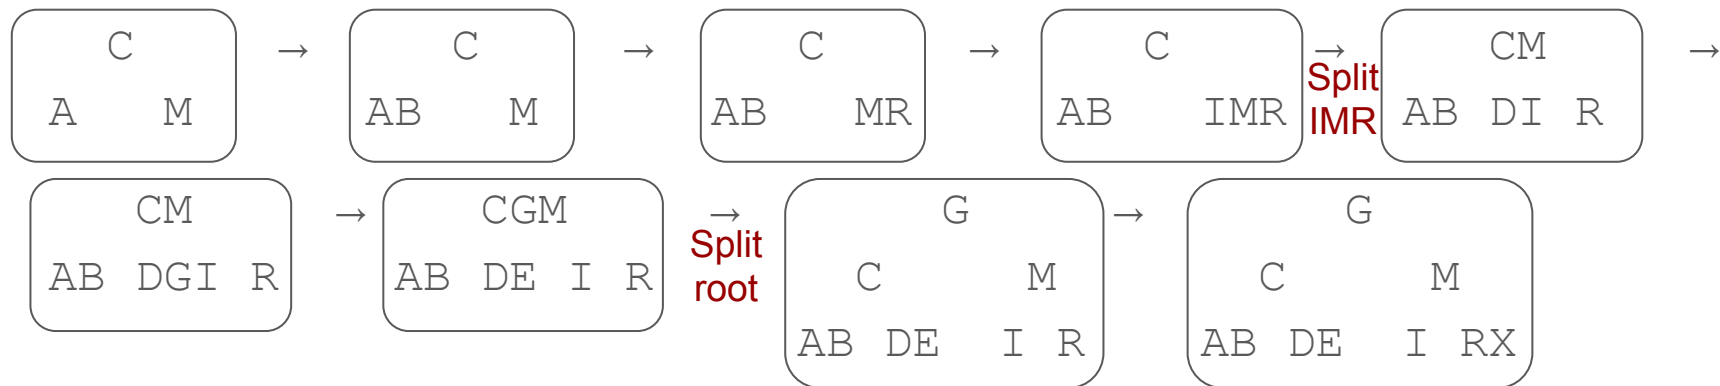 C → C → C → C → CM →
A M AB M AB MR AB IMR Split IMR AB DI R
CM → CGM → G → G
AB DGI R AB DE I R Split root C M C M
AB DE I R AB DE I RX